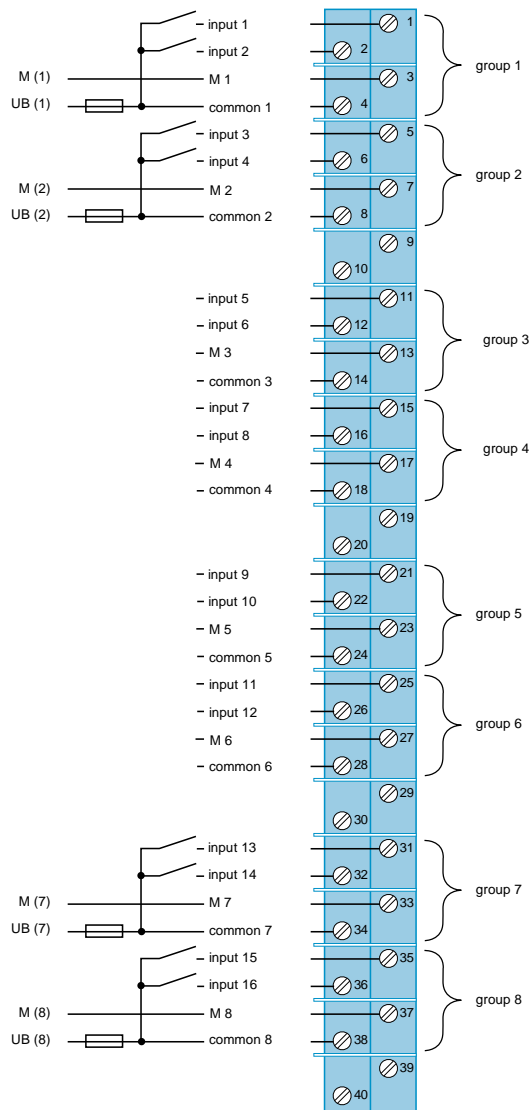 input 1 1
input 2 2
group 1
M (1) M 1 3
UB (1) common 1 4
input 3 5
input 4 6
group 2
M (2) M 2 7
UB (2) common 2 8
9
10
input 5 11
input 6 12
group 3
M 3 13
common 3 14
input 7 15
input 8 16
group 4
M 4 17
common 4 18
19
20
input 9 21
input 10 22
group 5
M 5 23
common 5 24
input 11 25
input 12 26
group 6
M 6 27
common 6 28
29
30
input 13 31
input 14 32
group 7
M (7) M 7 33
UB (7) common 7 34
input 15 35
input 16 36
group 8
M (8) M 8 37
UB (8) common 8 38
39
40